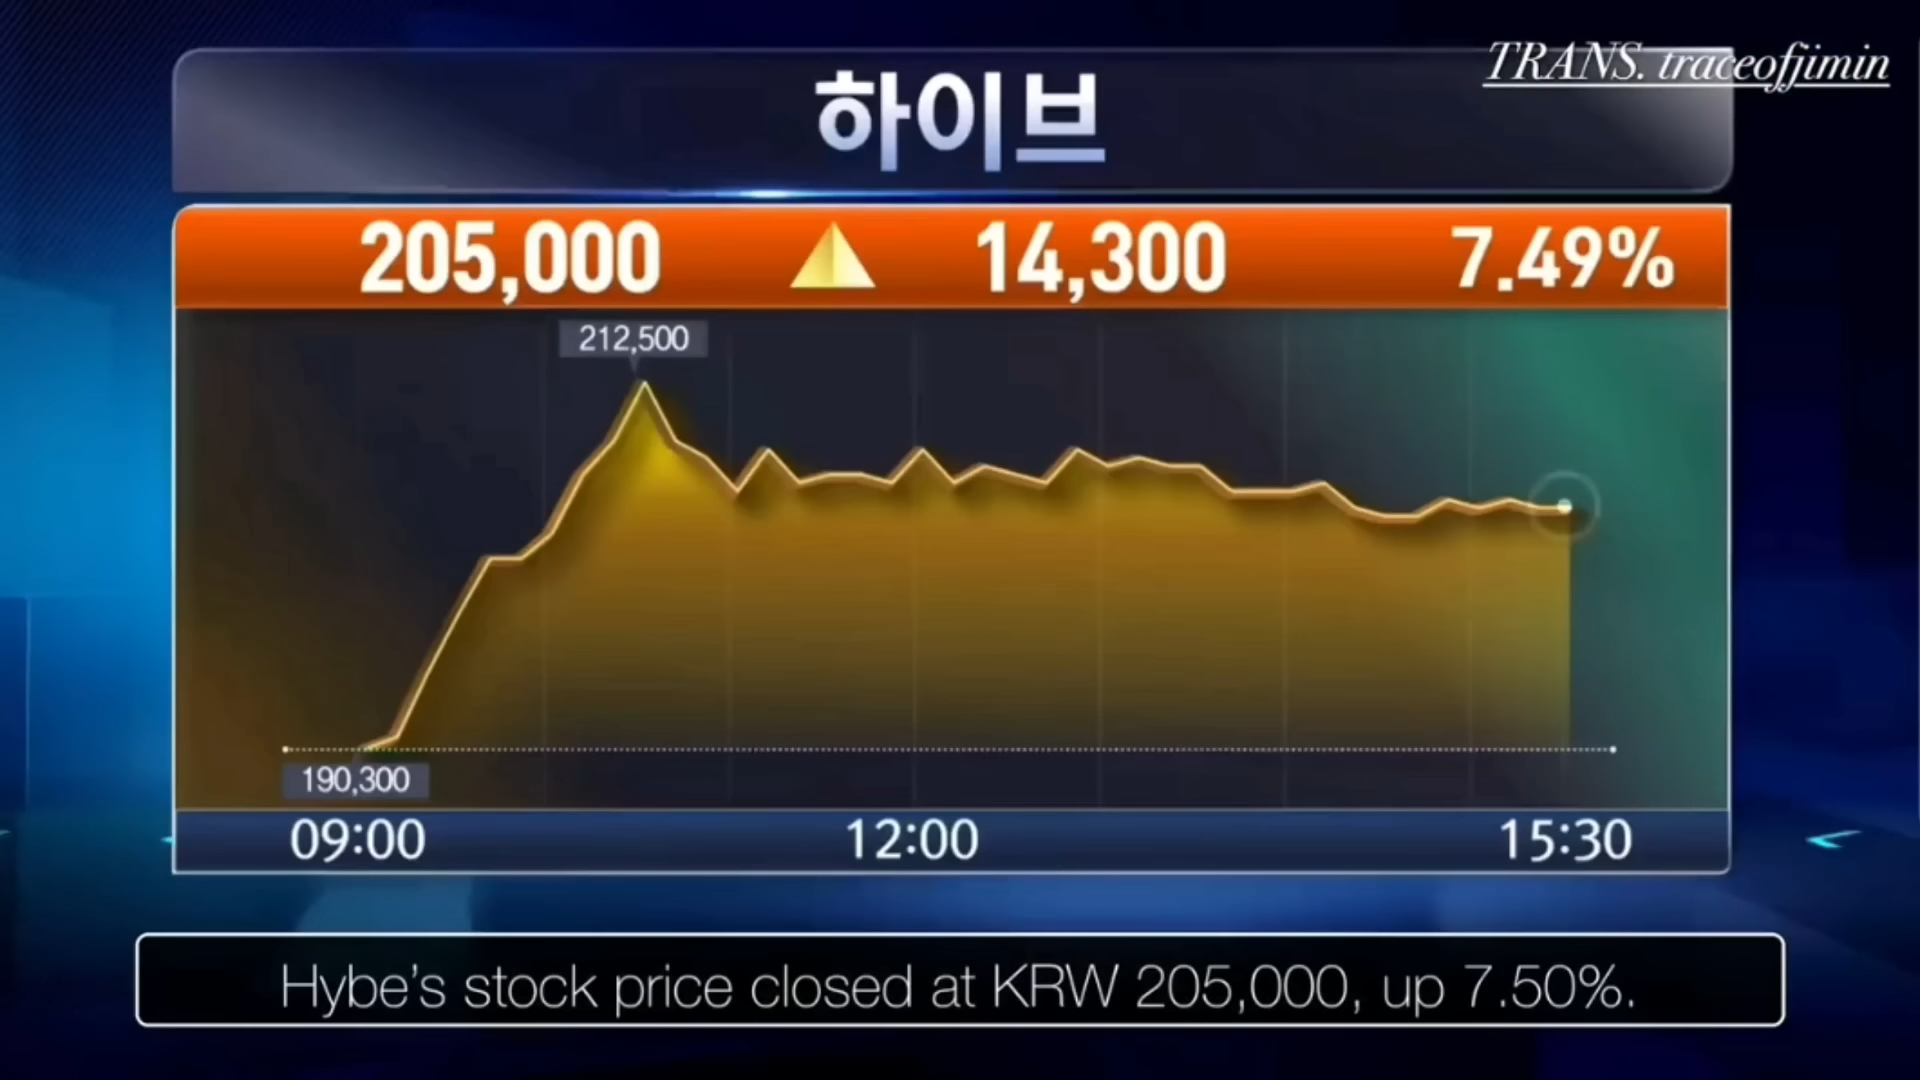 TRANS. traceofjimin
하이브
205,000 ▲ 14,300 7.49%
212,500
190,300
09:00 12:00 15:30
Hybe’s stock price closed at KRW 205,000, up 7.50%.